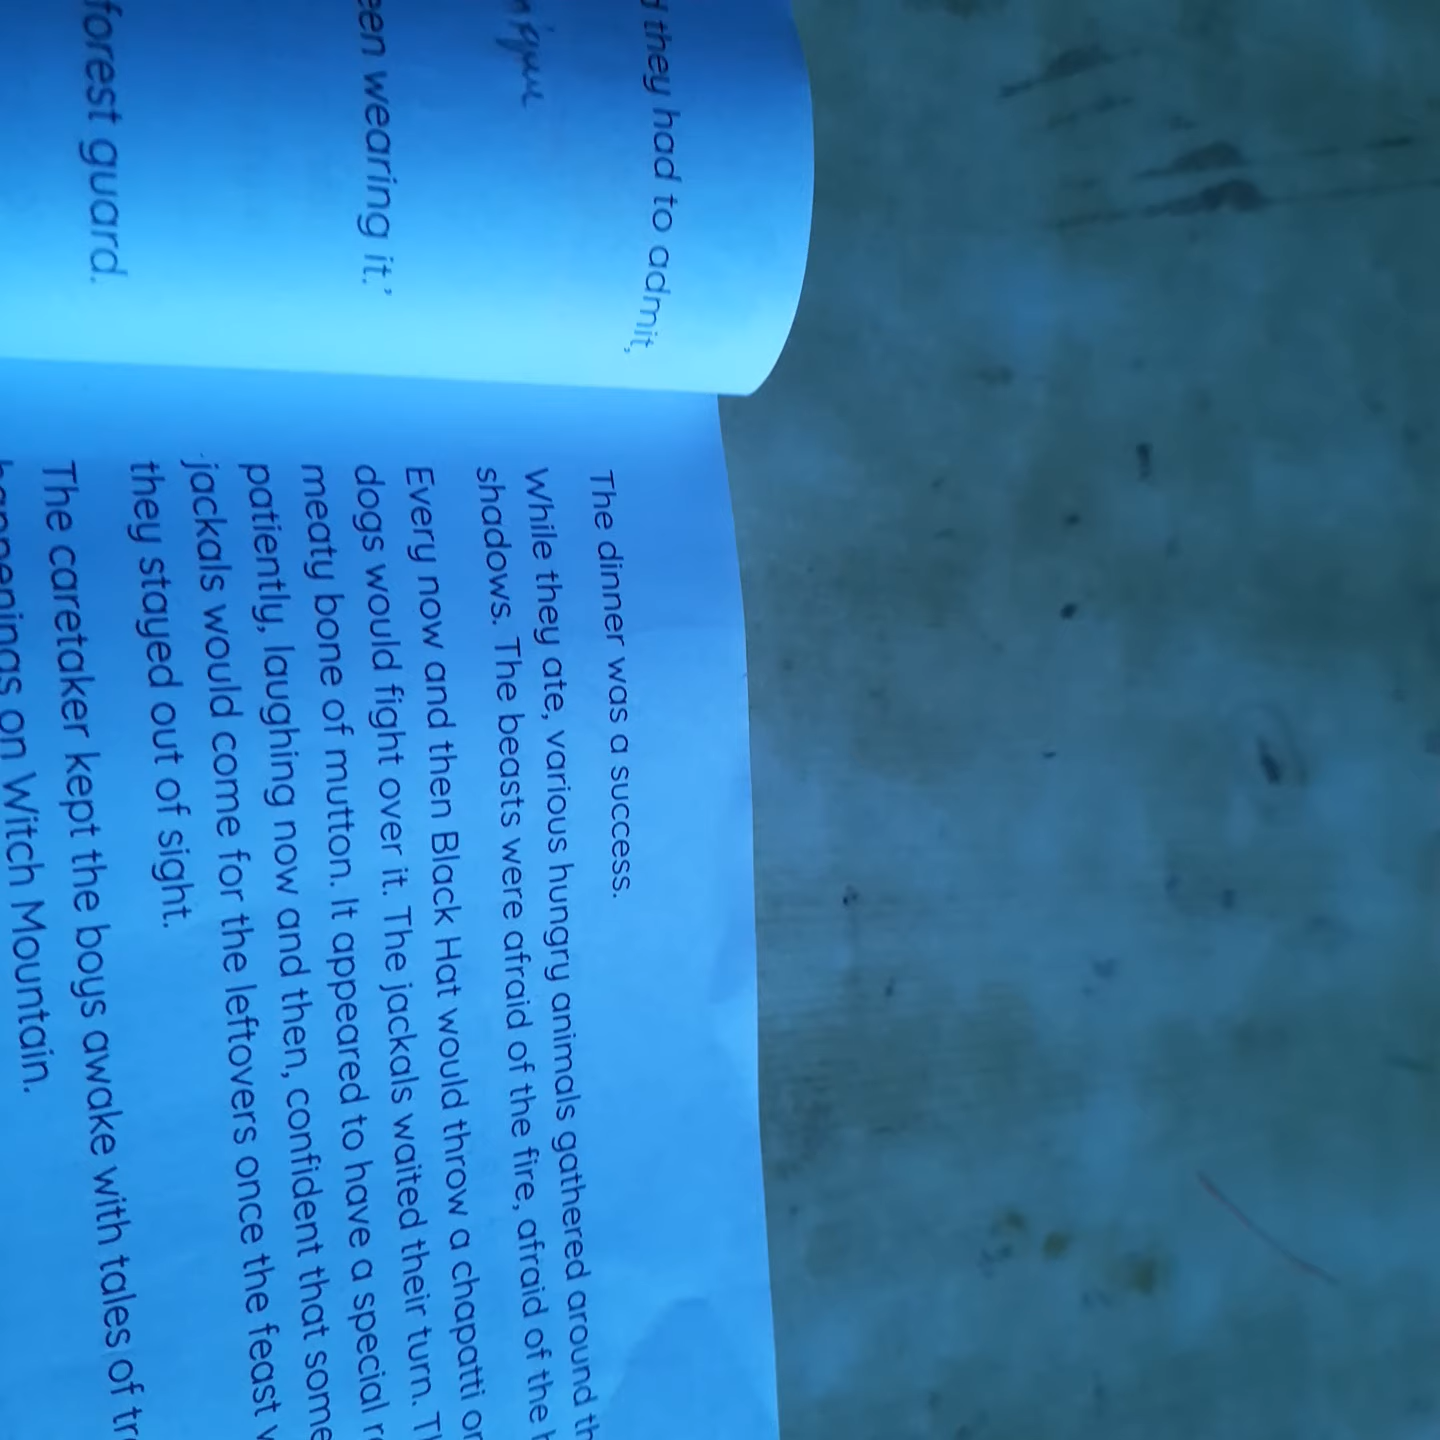 they had to admit,
een wearing it.'
forest guard.
The dinner was a success.
While they ate, various hungry animals gathered around th
shadows. The beasts were afraid of the fire, afraid of the
Every now and then Black Hat would throw a chapatti or
dogs would fight over it. The jackals waited their turn.
meaty bone of mutton. It appeared to have a special
patiently, laughing now and then, confident that some
jackals would come for the leftovers once the feast
they stayed out of sight.
The caretaker kept the boys awake with tales of
happenings on Witch Mountain.